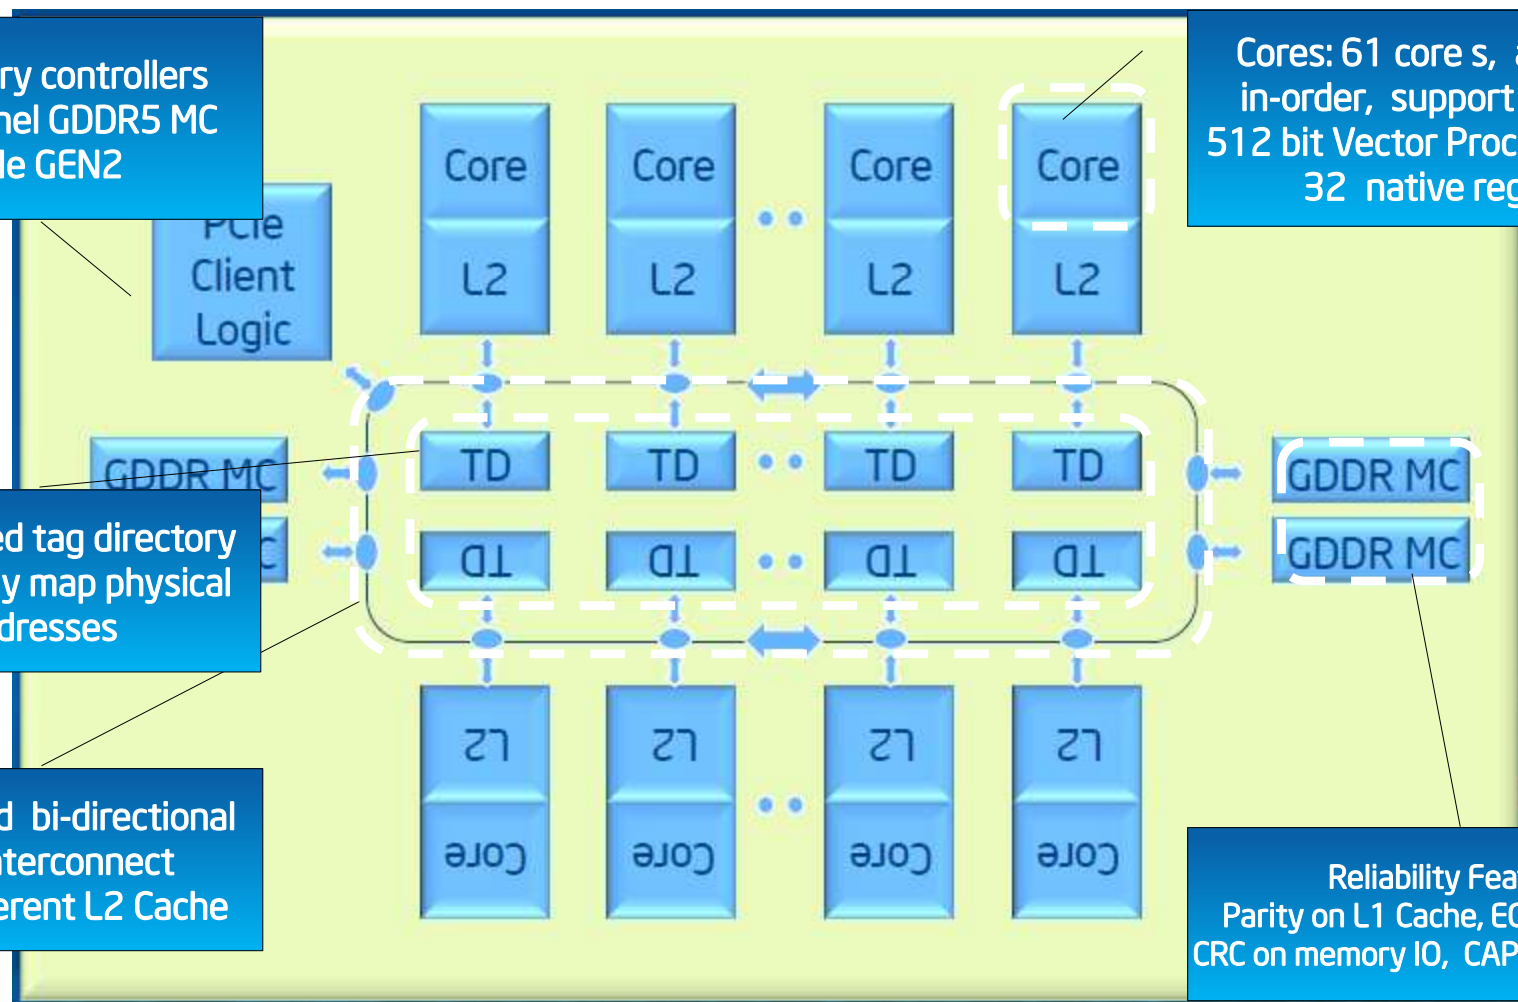 ry controllers
nel GDDR5 MC
Ie GEN2
Cores: 61 core s,
in-order, support
512 bit Vector Proc
32 native reg
PCIe
Client
Logic
Core Core Core Core
L2 L2 L2 L2
GDDR MC
TD TD TD TD
GDDR MC
C
TD TD TD TD
GDDR MC
ed tag directory
y map physical
dresses
L2 L2 L2 L2
Core Core Core Core
d bi-directional
nterconnect
erent L2 Cache
Reliability Fea
Parity on L1 Cache, EC
CRC on memory IO, CAP